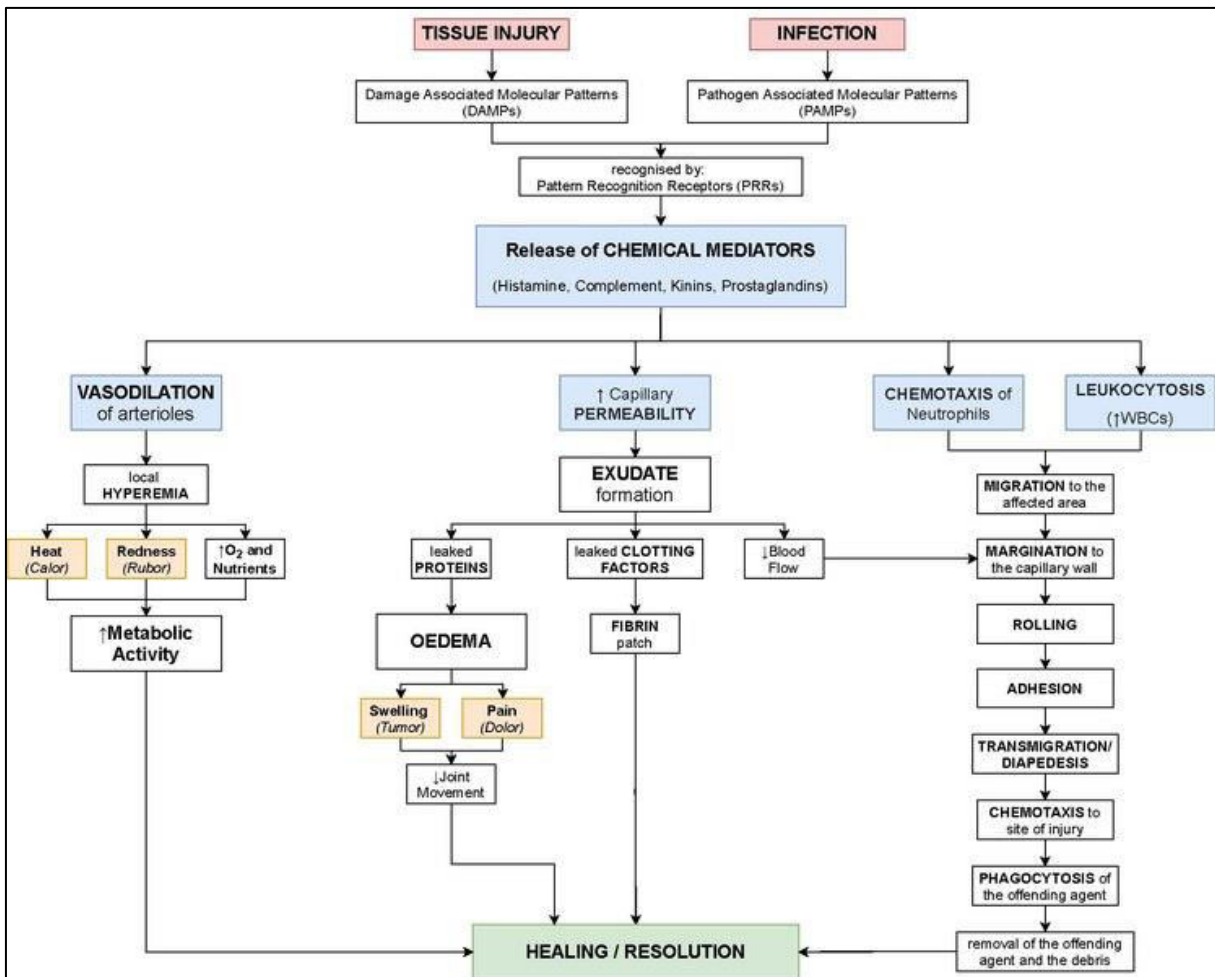 TISSUE INJURY
INFECTION
Damage Associated Molecular Patterns
(DAMPs)
Pathogen Associated Molecular Patterns
(PAMPs)
recognised by;
Pattern Recognition Receptors (PRRs)
Release of CHEMICAL MEDIATORS
(Histamine, Complement, Kinins, Prostaglandins)
VASODILATION
of arterioles
↑ Capillary
PERMEABILITY
CHEMOTAXIS of
Neutrophils
LEUKOCYTOSIS
(↑WBCs)
local
HYPEREMIA
EXUDATE
formation
MIGRATION to the
affected area
Heat
(Calor)
Redness
(Rubor)
↑O₂ and
Nutrients
leaked
PROTEINS
leaked CLOTTING
FACTORS
↓Blood
Flow
MARGINATION to
the capillary wall
↑Metabolic
Activity
OEDEMA
FIBRIN
patch
ROLLING
ADHESION
Swelling
(Tumor)
Pain
(Dolor)
TRANSMIGRATION/
DIAPEDESIS
↓Joint
Movement
CHEMOTAXIS to
site of injury
PHAGOCYTOSIS of
the offending agent
HEALING / RESOLUTION
removal of the offending
agent and the debris